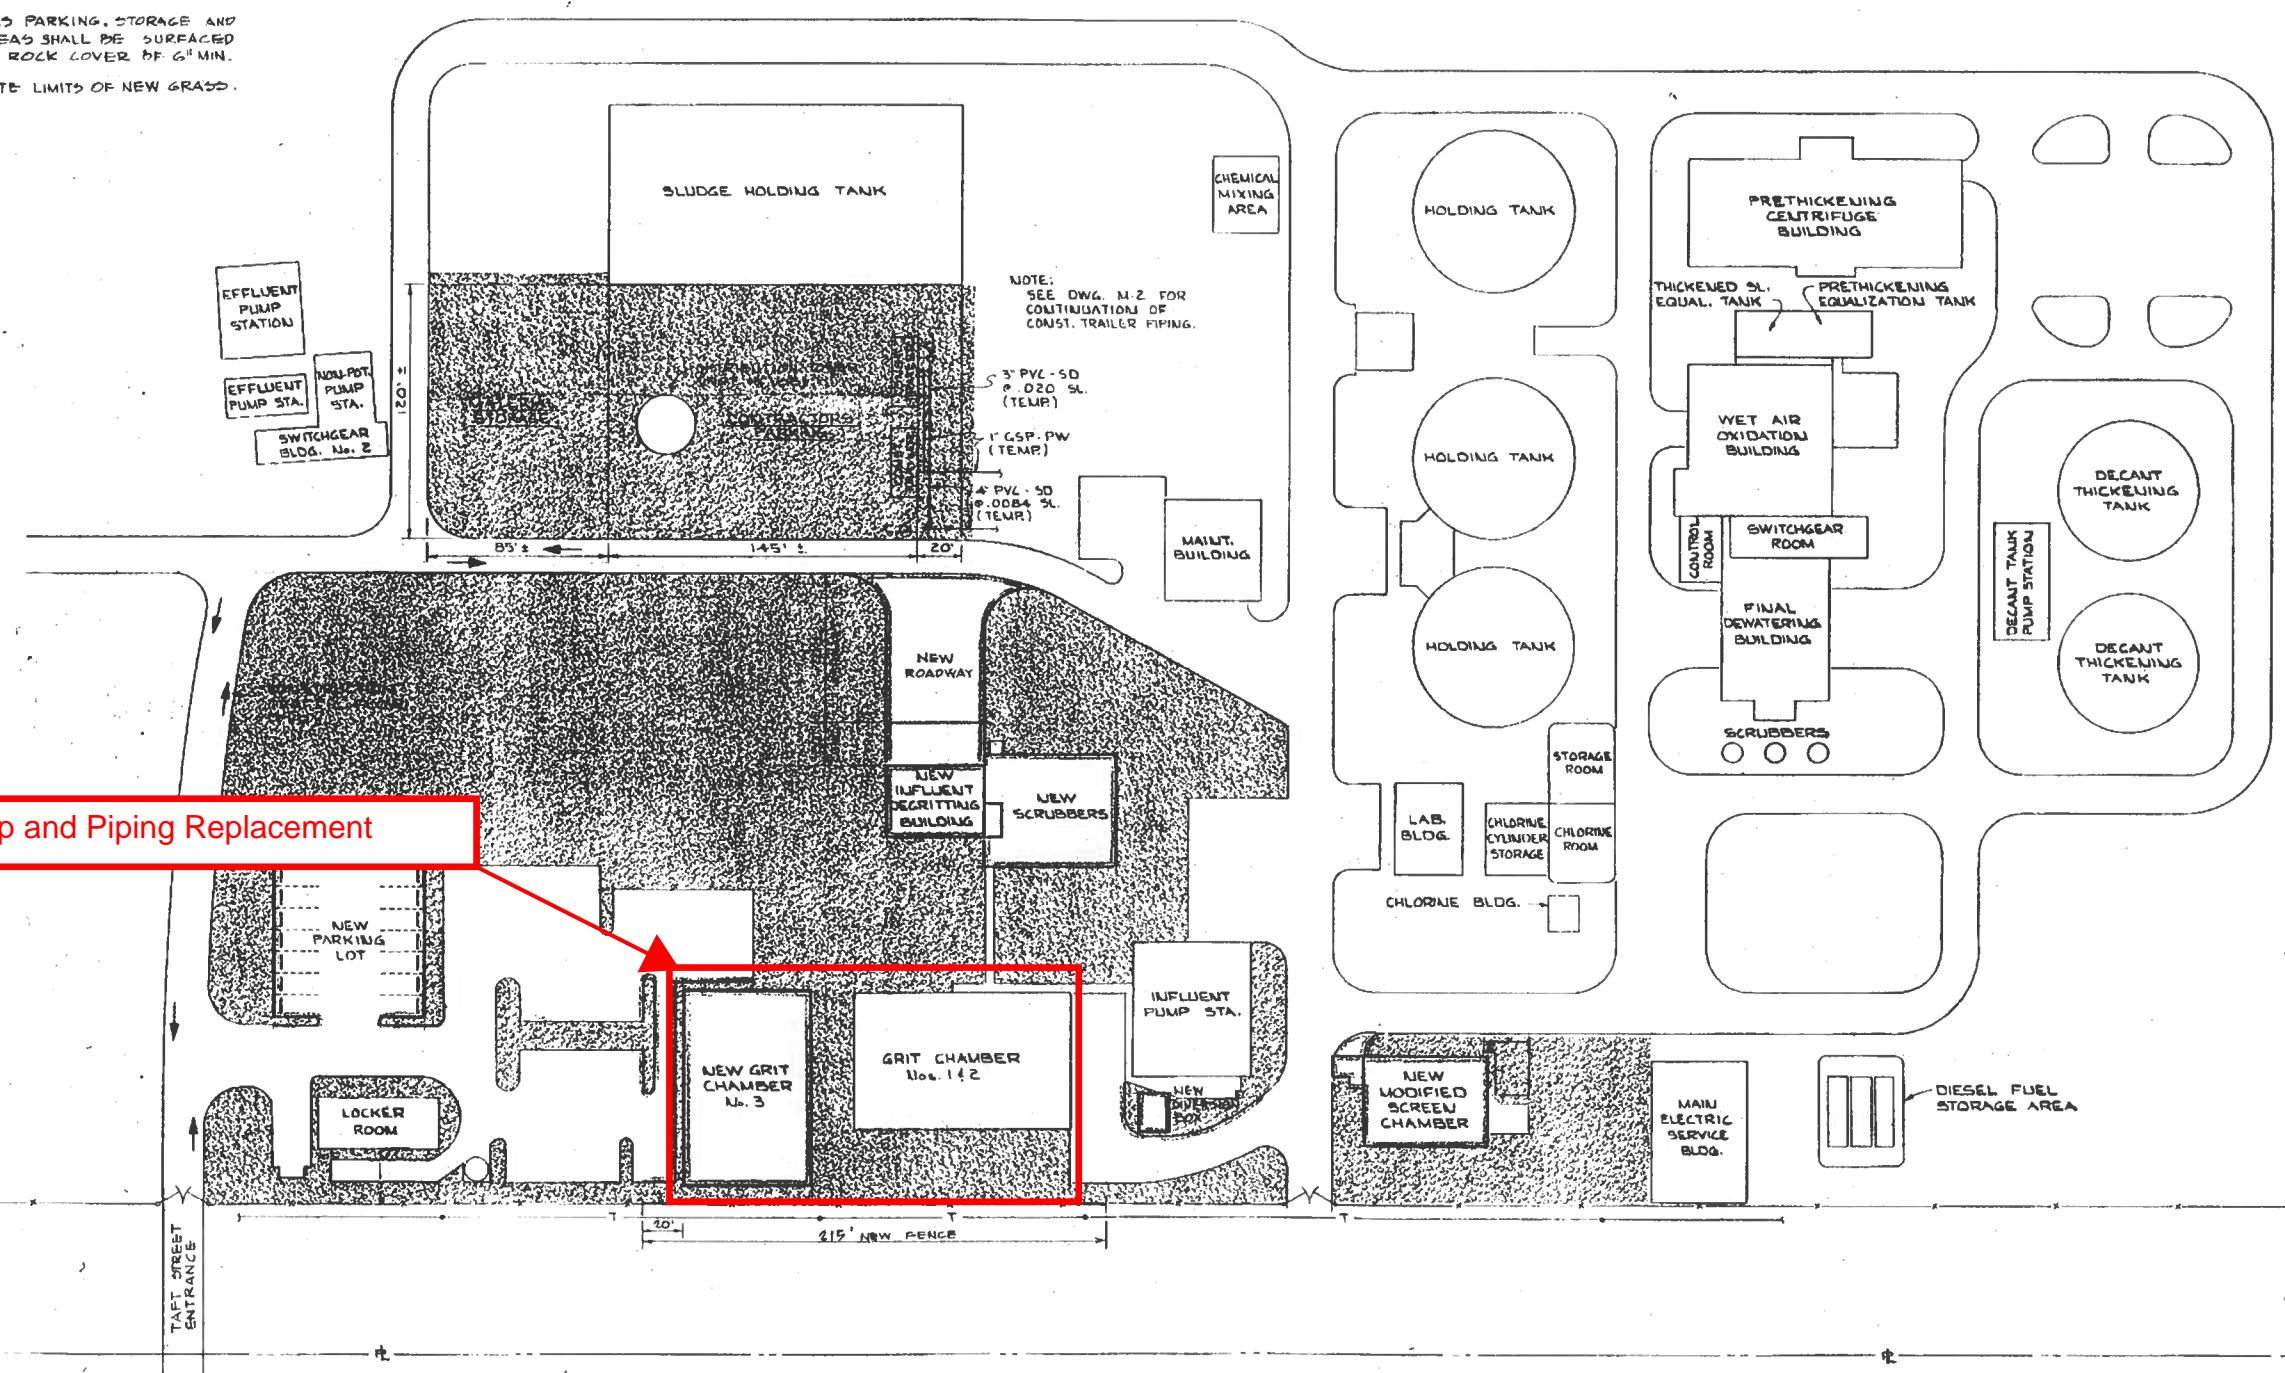 PARKING, STORAGE AND
SHALL BE SURFACED
ROCK COVER OF 6" MIN.
LIMITS OF NEW GRASS.
SLUDGE HOLDING TANK
CHEMICAL
MIXING
AREA
HOLDING TANK
PRETHICKENING
CENTRIFUGE
BUILDING
EFFLUENT
PUMP
STATION
NOTE:
SEE DWG. M-2 FOR
CONTINUATION OF
CONST. TRAILER PIPING.
THICKENED SL.
EQUAL. TANK
PRETHICKENING
EQUALIZATION TANK
EFFLUENT
PUMP STA.
NON-POT.
PUMP
STA.
SWITCHGEAR
BLDG. No. 2
120' ±
STORAGE
CONTRACTORS
PARKING
3" PVC-SD
@ .020 SL.
(TEMP.)
1" GSP-PW
(TEMP.)
4" PVC-SD
@ .0084 SL.
(TEMP.)
85' ±
145' ±
20'
MAINT.
BUILDING
HOLDING TANK
WET AIR
OXIDATION
BUILDING
DECANT
THICKENING
TANK
CONTROL
ROOM
SWITCHGEAR
ROOM
DECANT TANK
PUMP STATION
HOLDING TANK
FINAL
DEWATERING
BUILDING
DECANT
THICKENING
TANK
NEW
ROADWAY
SCRUBBERS
STORAGE
ROOM
NEW
INFLUENT
DEGRITTING
BUILDING
NEW
SCRUBBERS
LAB.
BLDG.
CHLORINE
CYLINDER
STORAGE
CHLORINE
ROOM
CHLORINE BLDG.
and Piping Replacement
NEW
PARKING
LOT
INFLUENT
PUMP STA.
NEW GRIT
CHAMBER
No. 3
GRIT CHAMBER
Nos. 1 & 2
NEW
DIVERSION
BOX
NEW
MODIFIED
SCREEN
CHAMBER
MAIN
ELECTRIC
SERVICE
BLDG.
DIESEL FUEL
STORAGE AREA
LOCKER
ROOM
T
T
T
20'
215' NEW FENCE
TAFT STREET
ENTRANCE